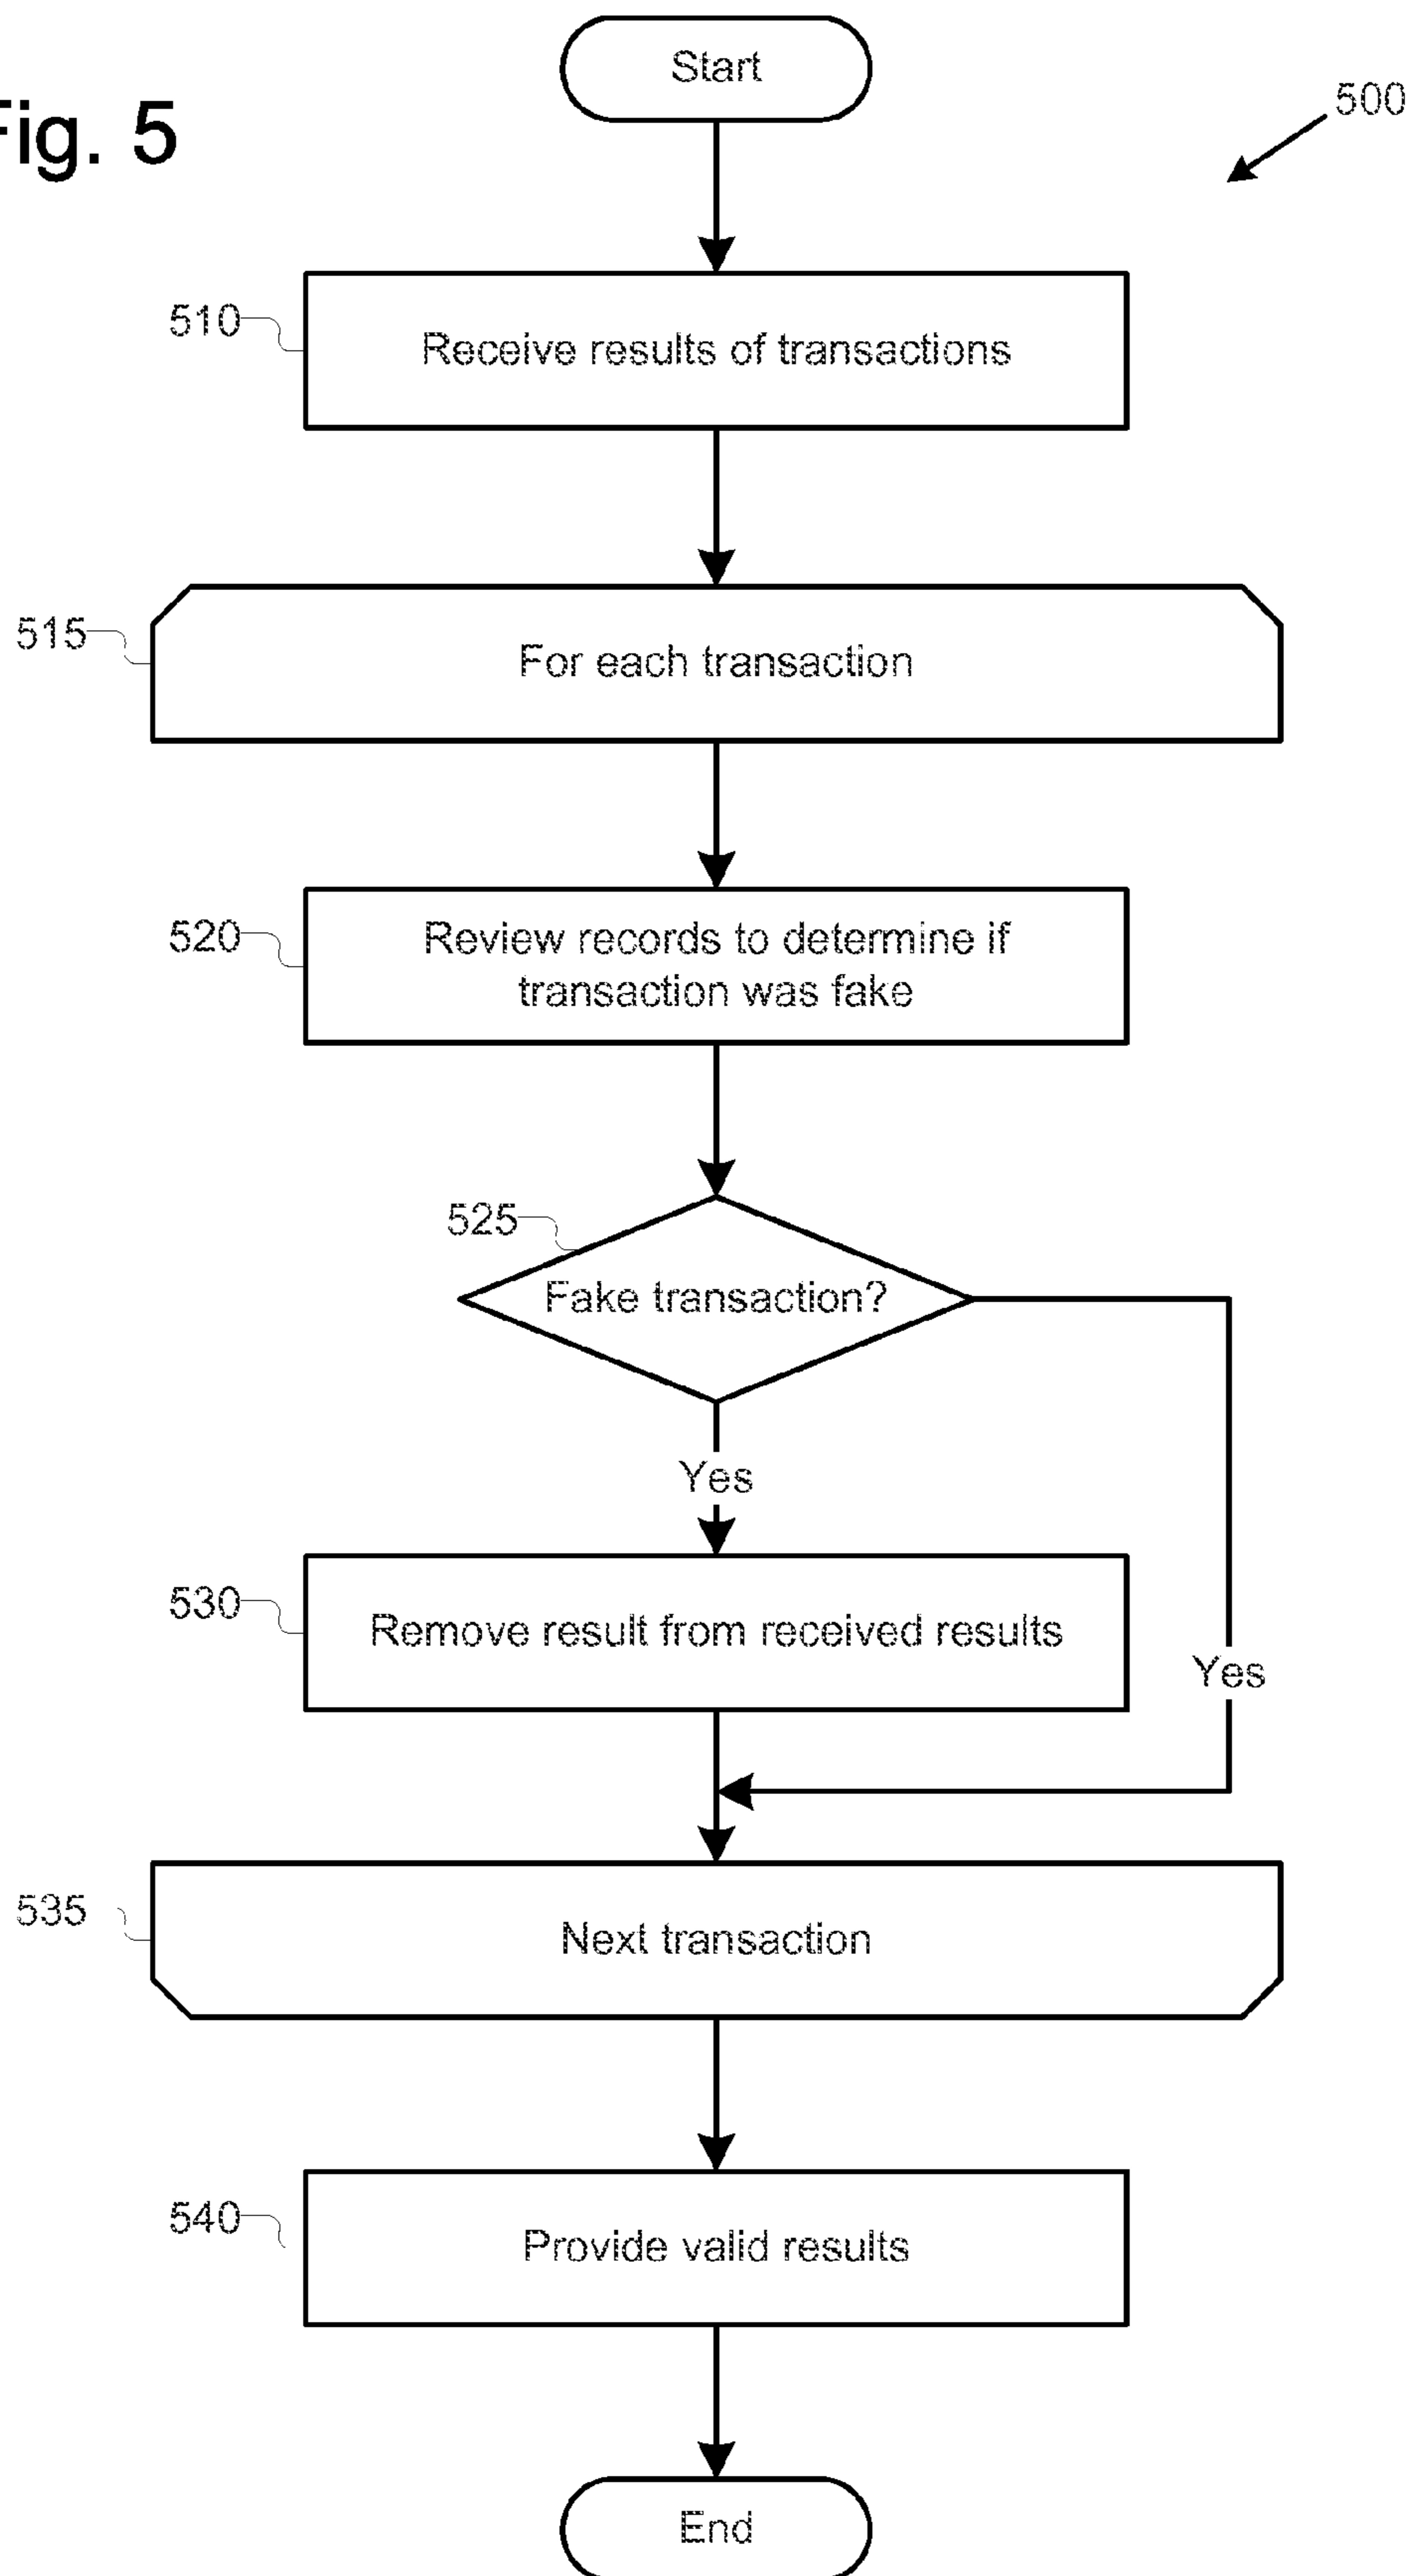 Start
Fig. 5
500
510
Receive results of transactions
515
For each transaction
520
Review records to determine if
transaction was fake
525
Fake transaction?
Yes
530
Remove result from received results
Yes
535
Next transaction
540
Provide valid results
End